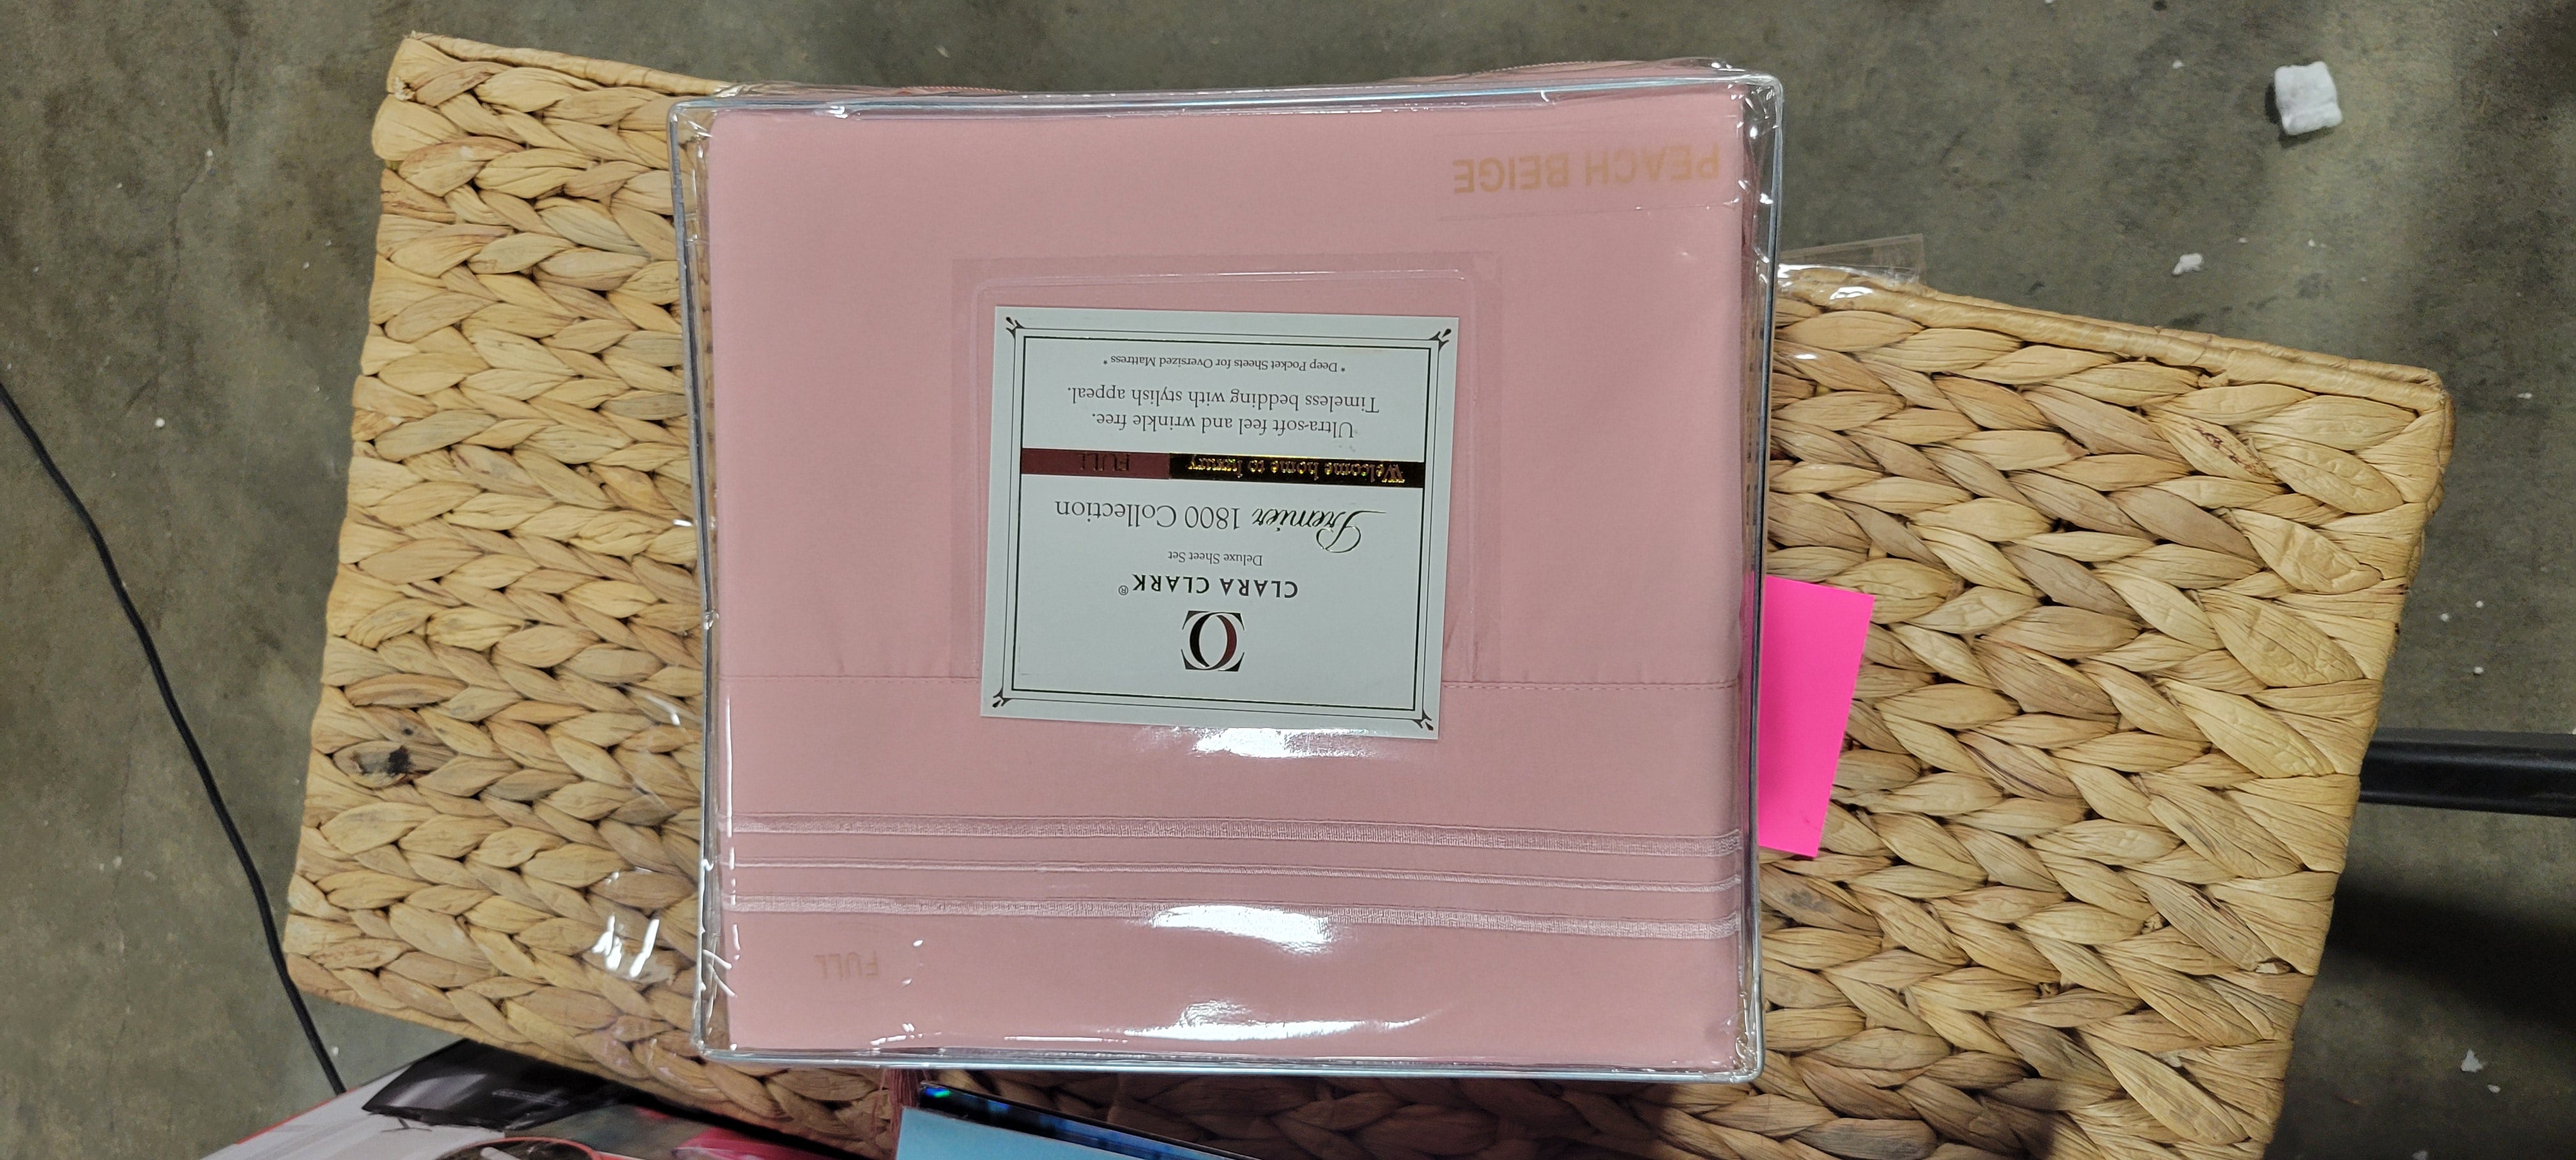 FULL
CLARA CLARK®
Deluxe Sheet Set
Premier 1800 Collection
Welcome home to luxury FULL
Ultra-soft feel and wrinkle free.
Timeless bedding with stylish appeal.
* Deep Pocket Sheets for Oversized Mattress *
PEACH BEIGE